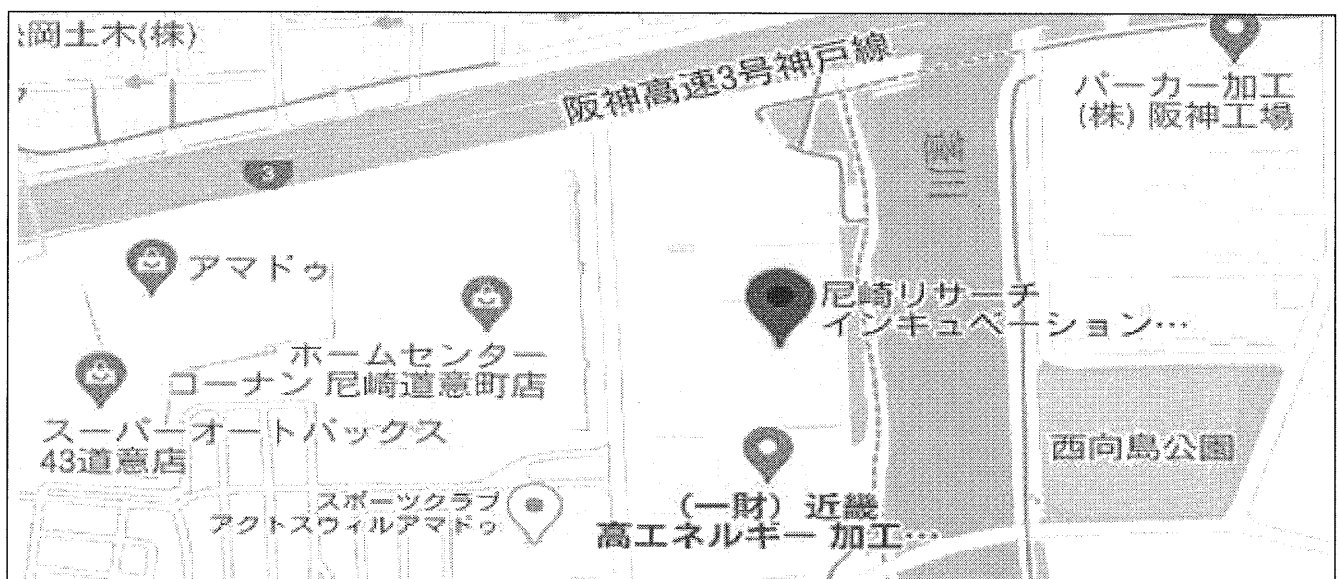 岡土木(株)
阪神高速3号神戸線
パーカー加工
(株) 阪神工場
3
アマドゥ
尼崎リサーチ
インキュベーション…
ホームセンター
コーナン 尼崎道意町店
スーパーオートバックス
43道意店
西向島公園
スポーツクラブ
アクトスウィルアマドゥ
(一財) 近畿
高エネルギー 加工…